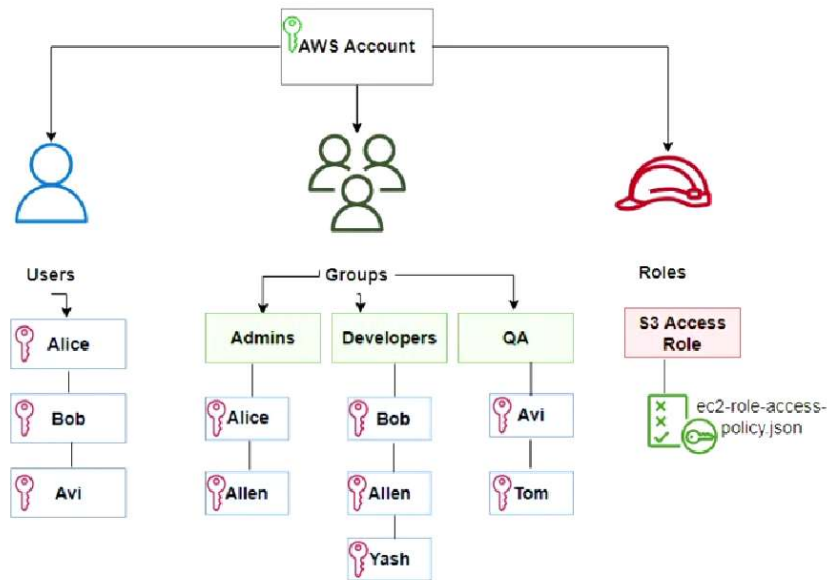 AWS Account
Users
Groups
Roles
Alice
Bob
Avi
Admins
Developers
QA
Alice
Allen
Bob
Allen
Yash
Avi
Tom
S3 Access
Role
ec2-role-access-
policy.json